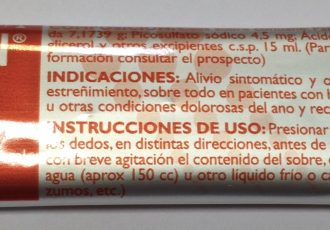 da 7,1739 g; Picosulfato sódico 4,5 mg; Ácido
glicerol y otros excipientes c.s.p. 15 ml. (Par
formación consultar el prospecto)
INDICACIONES: Alivio sintomático y
estreñimiento, sobre todo en pacientes con h
u otras condiciones dolorosas del ano y rec
INSTRUCCIONES DE USO: Presionar
los dedos, en distintas direcciones, antes de
con breve agitación el contenido del sobre,
agua (aprox 150 cc) u otro líquido frío o ca
zumos, etc.)